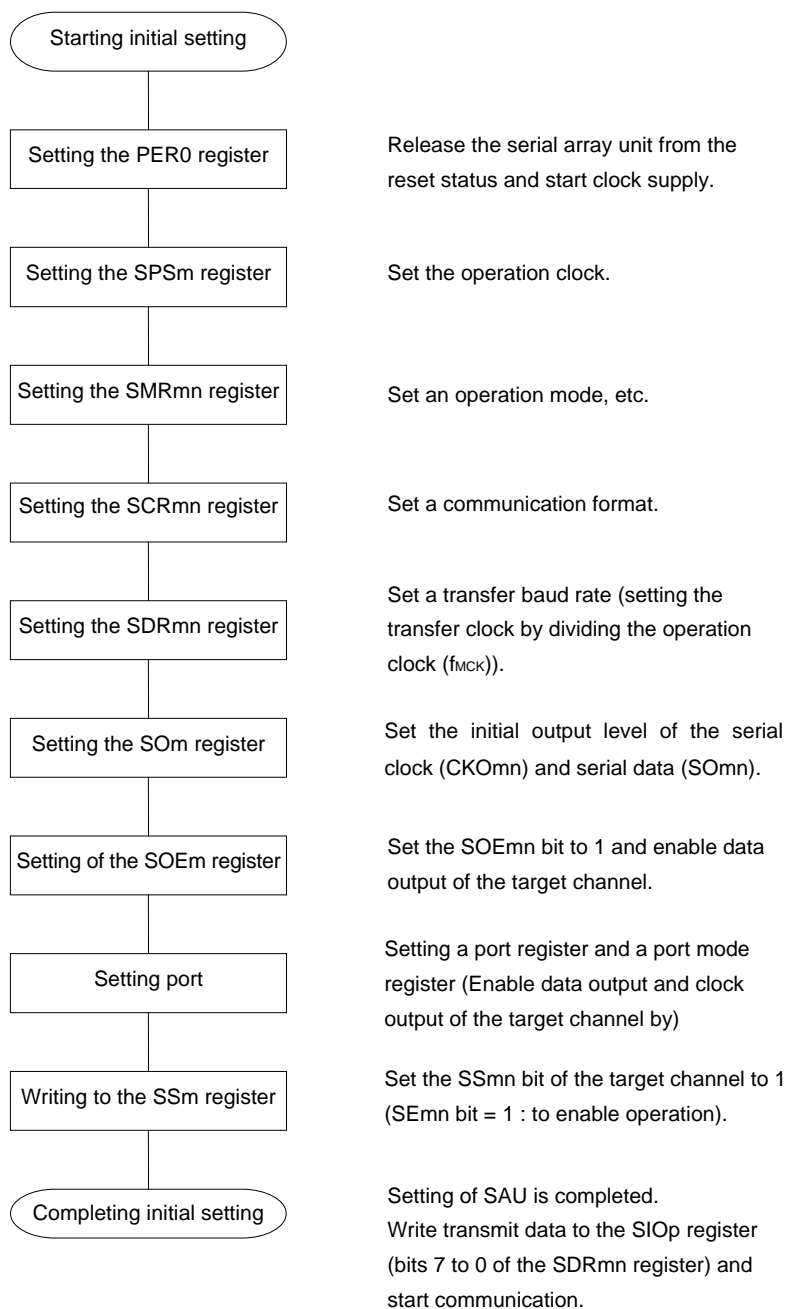 Starting initial setting
Setting the PER0 register
Release the serial array unit from the
reset status and start clock supply.
Setting the SPSm register
Set the operation clock.
Setting the SMRmn register
Set an operation mode, etc.
Setting the SCRmn register
Set a communication format.
Setting the SDRmn register
Set a transfer baud rate (setting the
transfer clock by dividing the operation
clock (fMCK)).
Setting the SOm register
Set the initial output level of the serial
clock (CKOmn) and serial data (SOmn).
Setting of the SOEm register
Set the SOEmn bit to 1 and enable data
output of the target channel.
Setting port
Setting a port register and a port mode
register (Enable data output and clock
output of the target channel by)
Writing to the SSm register
Set the SSmn bit of the target channel to 1
(SEmn bit = 1 : to enable operation).
Completing initial setting
Setting of SAU is completed.
Write transmit data to the SIOp register
(bits 7 to 0 of the SDRmn register) and
start communication.